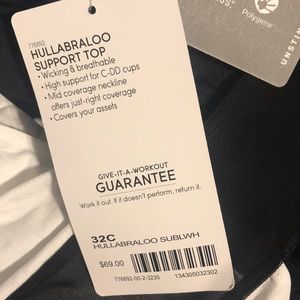 776892
HULLABRALOO
SUPPORT TOP
• Wicking & breathable
• High support for C-DD cups
• Mid coverage neckline
offers just-right coverage
• Covers your assets
GIVE-IT-A-WORKOUT
GUARANTEE
Work it out. If it doesn't perform, return it.
32C
HULLABRALOO SUBLWH
$69.00
776892-00-2-3230
134305032302
Polygiene